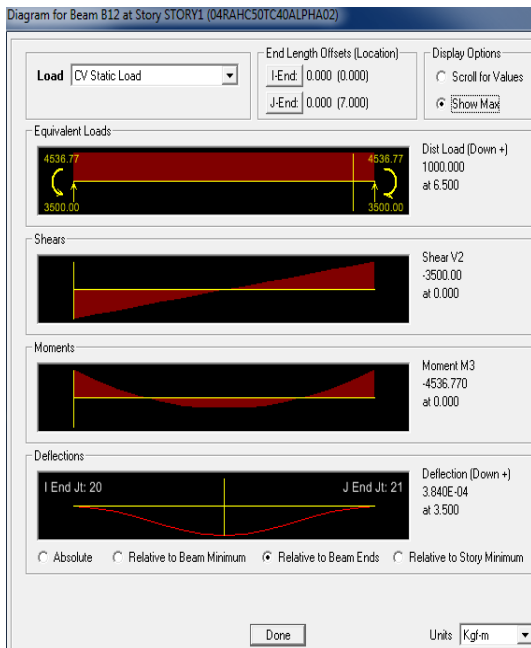 Diagram for Beam B12 at Story STORY1 (04RAHC50TC40ALPHA02)
Load CV Static Load
End Length Offsets (Location)
I-End: 0.000 (0.000)
J-End: 0.000 (7.000)
Display Options
Scroll for Values
Show Max
Equivalent Loads
4536.77 4536.77
3500.00 3500.00
Dist Load (Down +)
1000.000
at 6.500
Shears
Shear V2
-3500.00
at 0.000
Moments
Moment M3
-4536.770
at 0.000
Deflections
I End Jt: 20 J End Jt: 21
Deflection (Down +)
3.840E-04
at 3.500
Absolute Relative to Beam Minimum Relative to Beam Ends Relative to Story Minimum
Done Units Kgf-m